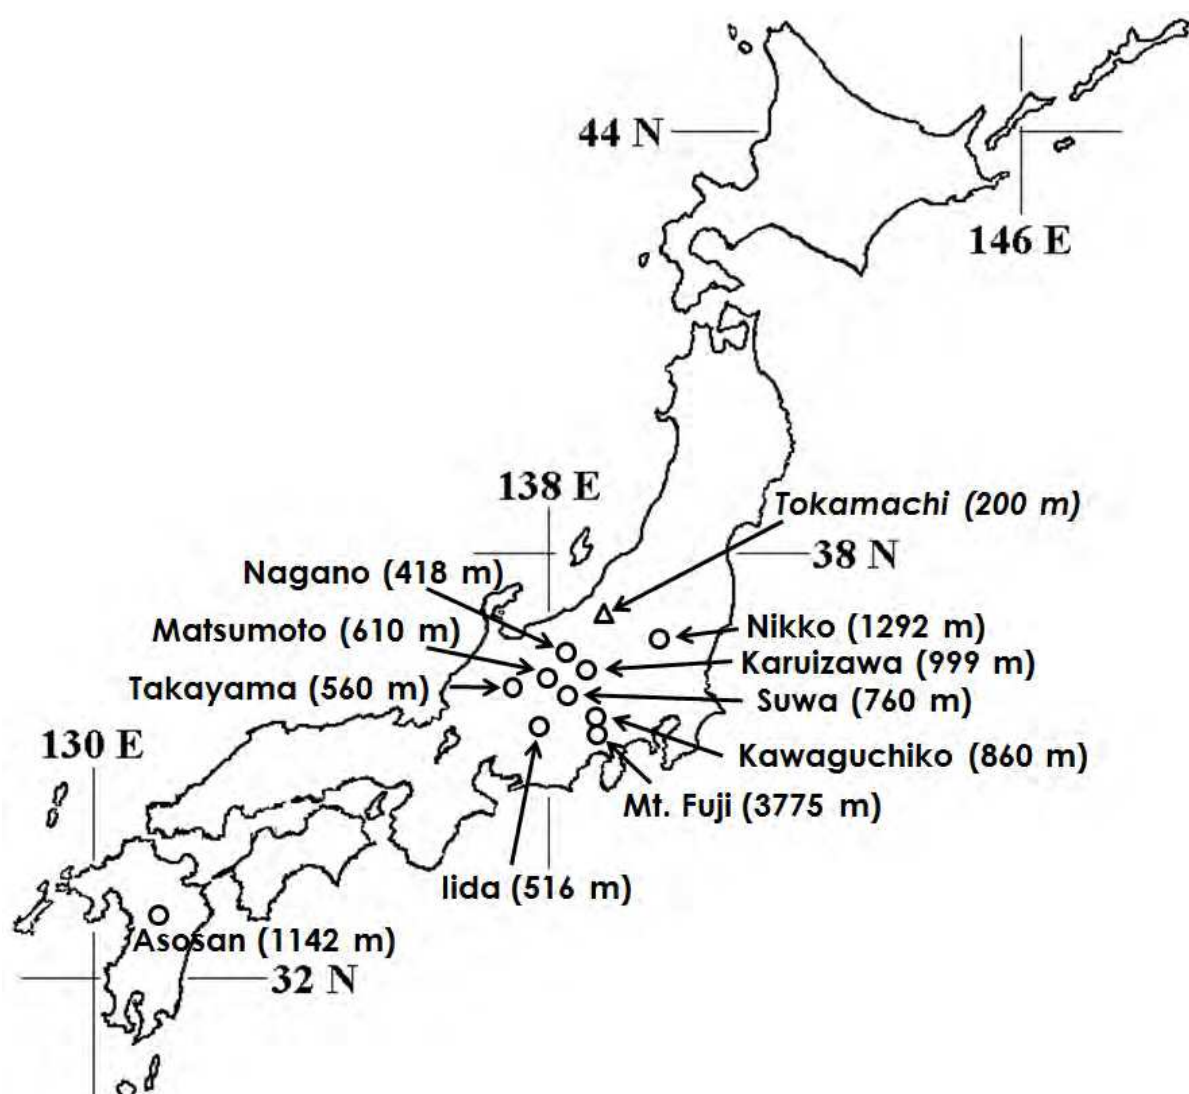 44 N
146 E
138 E
Tokamachi (200 m)
38 N
Nagano (418 m)
Matsumoto (610 m)
Nikko (1292 m)
Karuizawa (999 m)
Takayama (560 m)
Suwa (760 m)
130 E
Kawaguchiko (860 m)
Mt. Fuji (3775 m)
Iida (516 m)
Asosan (1142 m)
32 N